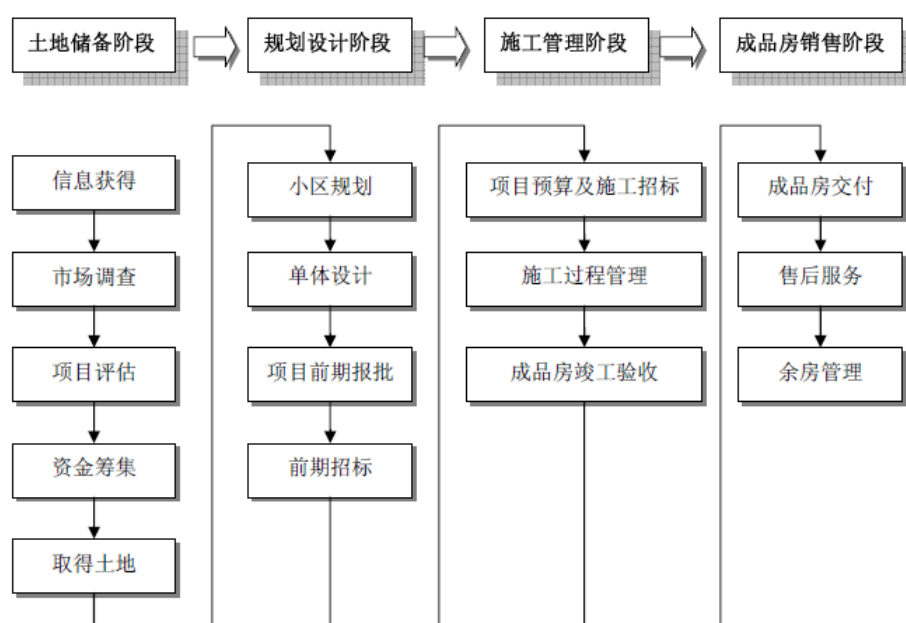 土地储备阶段
规划设计阶段
施工管理阶段
成品房销售阶段
信息获得
市场调查
项目评估
资金筹集
取得土地
小区规划
单体设计
项目前期报批
前期招标
项目预算及施工招标
施工过程管理
成品房竣工验收
成品房交付
售后服务
余房管理